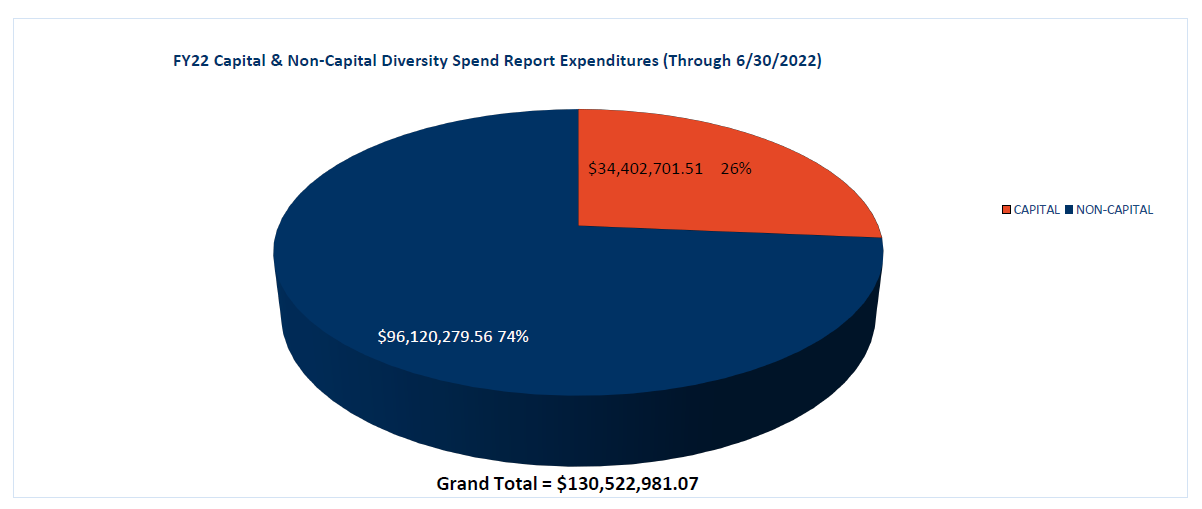 FY22 Capital & Non-Capital Diversity Spend Report Expenditures (Through 6/30/2022)
$34,402,701.51 26%
CAPITAL NON-CAPITAL
$96,120,279.56 74%
Grand Total = $130,522,981.07